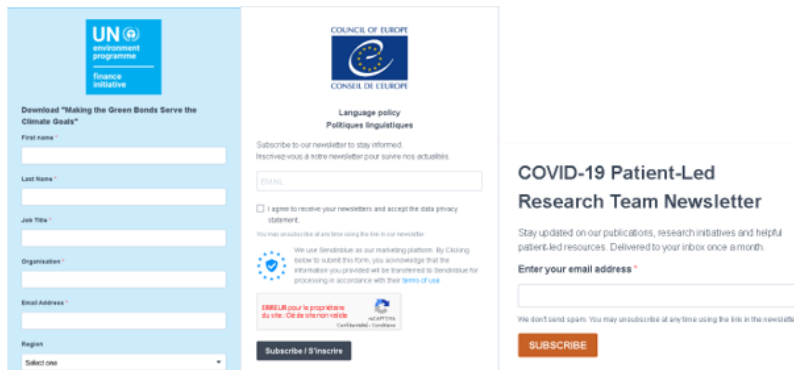 UN
environment
programme
finance
initiative
Download "Making the Green Bonds Serve the
Climate Goals"
First name *
Last Name *
Job Title *
Organisation *
Email Address *
Region
Select one
COUNCIL OF EUROPE
CONSEIL DE L'EUROPE
Language policy
Politiques linguistiques
Subscribe to our newsletter to stay informed.
Inscrivez-vous à notre newsletter pour suivre nos actualités.
EMAIL
I agree to receive your newsletters and accept the data privacy
statement.
You may unsubscribe at any time using the link in our newsletter.
We use Sendinblue as our marketing platform. By Clicking
below to submit this form, you acknowledge that the
information you provided will be transferred to Sendinblue for
processing in accordance with their terms of use
ERREUR pour le propriétaire
du site : Clé de site non valide
reCAPTCHA
Confidentialité - Conditions
Subscribe / S'inscrire
COVID-19 Patient-Led
Research Team Newsletter
Stay updated on our publications, research initiatives and helpful
patient-led resources. Delivered to your inbox once a month.
Enter your email address *
We don't send spam. You may unsubscribe at any time using the link in the newslette
SUBSCRIBE